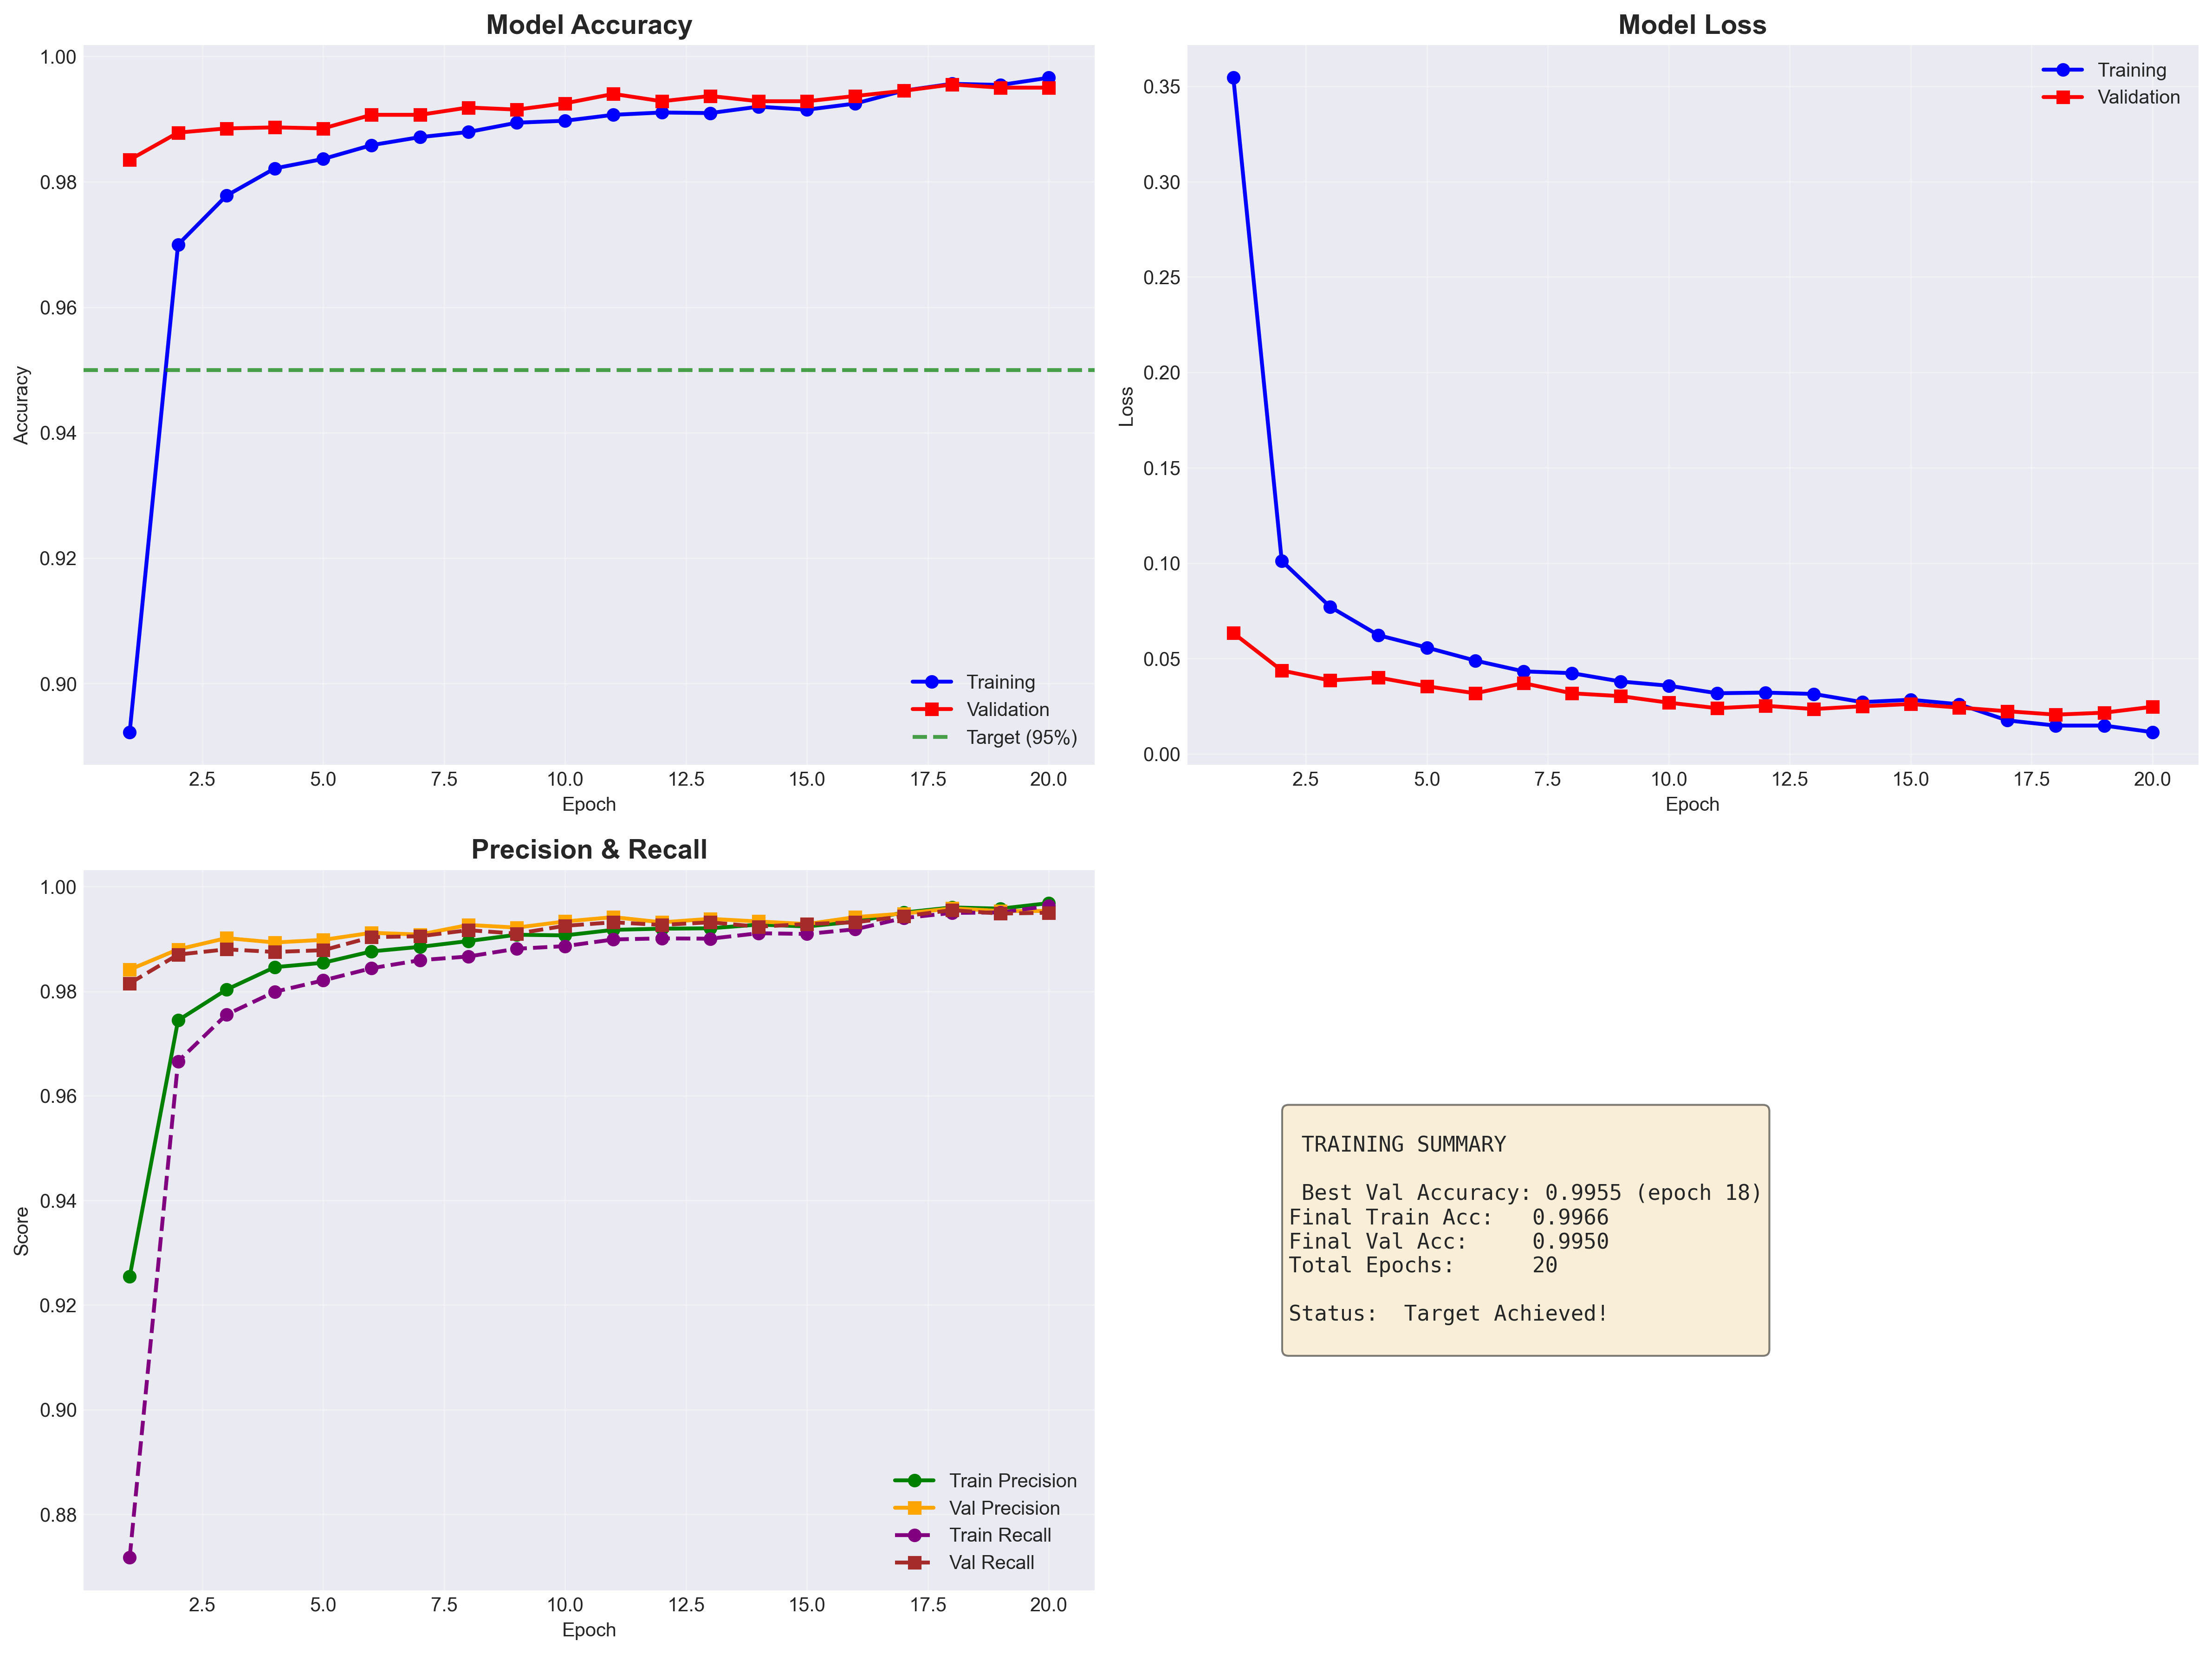 Model Accuracy
1.00
0.98
0.96
0.94
0.92
0.90
Accuracy
Training
Validation
Target (95%)
2.5 5.0 7.5 10.0 12.5 15.0 17.5 20.0
Epoch
Model Loss
0.35
0.30
0.25
0.20
0.15
0.10
0.05
0.00
Loss
Training
Validation
2.5 5.0 7.5 10.0 12.5 15.0 17.5 20.0
Epoch
Precision & Recall
1.00
0.98
0.96
0.94
0.92
0.90
0.88
Score
Train Precision
Val Precision
Train Recall
Val Recall
2.5 5.0 7.5 10.0 12.5 15.0 17.5 20.0
Epoch
TRAINING SUMMARY
Best Val Accuracy: 0.9955 (epoch 18)
Final Train Acc: 0.9966
Final Val Acc: 0.9950
Total Epochs: 20
Status: Target Achieved!